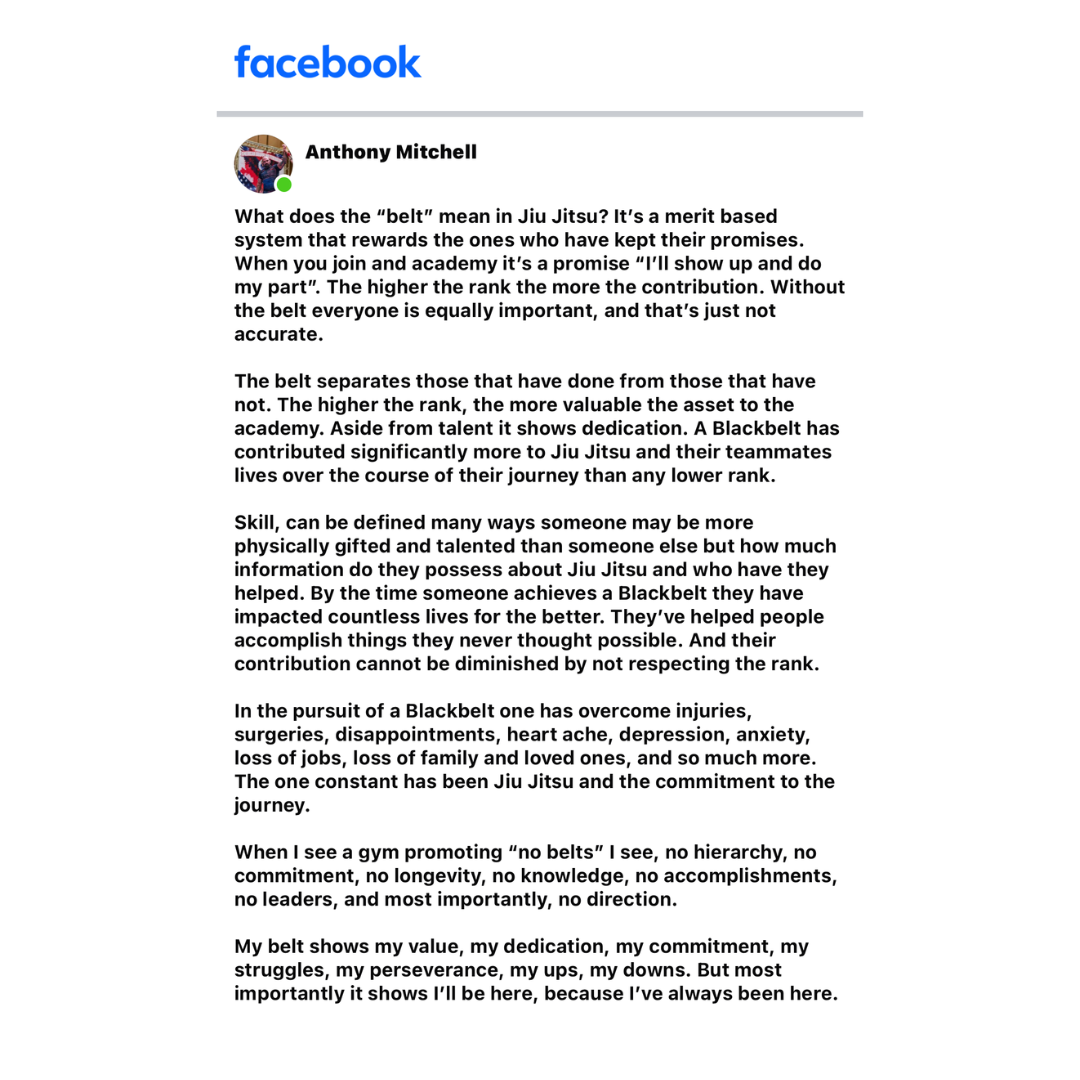 facebook
Anthony Mitchell
What does the “belt” mean in Jiu Jitsu? It’s a merit based
system that rewards the ones who have kept their promises.
When you join and academy it’s a promise “I’ll show up and do
my part”. The higher the rank the more the contribution. Without
the belt everyone is equally important, and that’s just not
accurate.
The belt separates those that have done from those that have
not. The higher the rank, the more valuable the asset to the
academy. Aside from talent it shows dedication. A Blackbelt has
contributed significantly more to Jiu Jitsu and their teammates
lives over the course of their journey than any lower rank.
Skill, can be defined many ways someone may be more
physically gifted and talented than someone else but how much
information do they possess about Jiu Jitsu and who have they
helped. By the time someone achieves a Blackbelt they have
impacted countless lives for the better. They’ve helped people
accomplish things they never thought possible. And their
contribution cannot be diminished by not respecting the rank.
In the pursuit of a Blackbelt one has overcome injuries,
surgeries, disappointments, heart ache, depression, anxiety,
loss of jobs, loss of family and loved ones, and so much more.
The one constant has been Jiu Jitsu and the commitment to the
journey.
When I see a gym promoting “no belts” I see, no hierarchy, no
commitment, no longevity, no knowledge, no accomplishments,
no leaders, and most importantly, no direction.
My belt shows my value, my dedication, my commitment, my
struggles, my perseverance, my ups, my downs. But most
importantly it shows I’ll be here, because I’ve always been here.